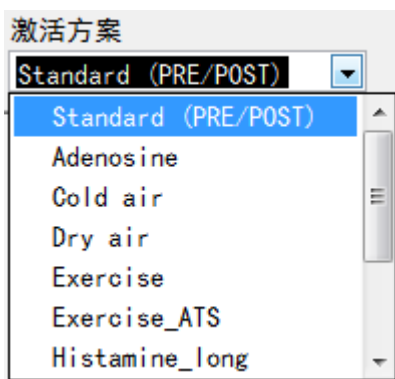 激活方案
Standard (PRE/POST)
Standard (PRE/POST)
Adenosine
Cold air
Dry air
Exercise
Exercise_ATS
Histamine_long